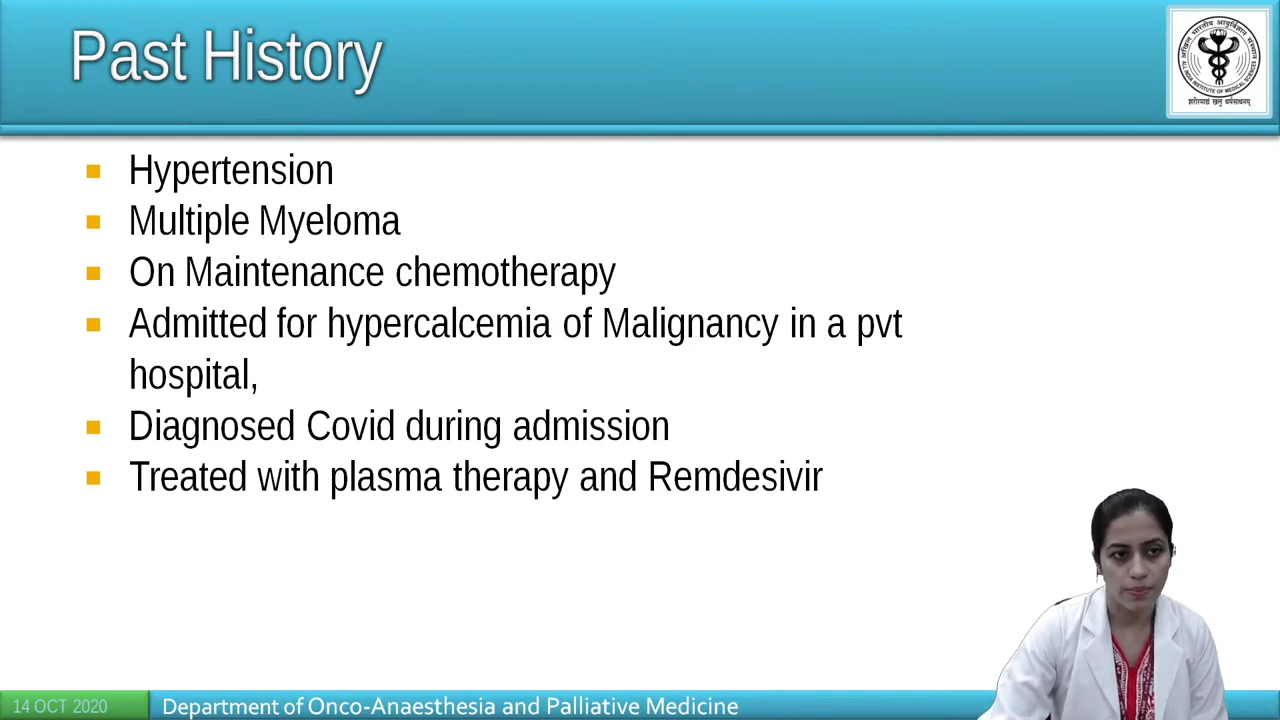 Past History
Hypertension
Multiple Myeloma
On Maintenance chemotherapy
Admitted for hypercalcemia of Malignancy in a pvt
hospital,
Diagnosed Covid during admission
Treated with plasma therapy and Remdesivir
14 OCT 2020
Department of Onco-Anaesthesia and Palliative Medicine